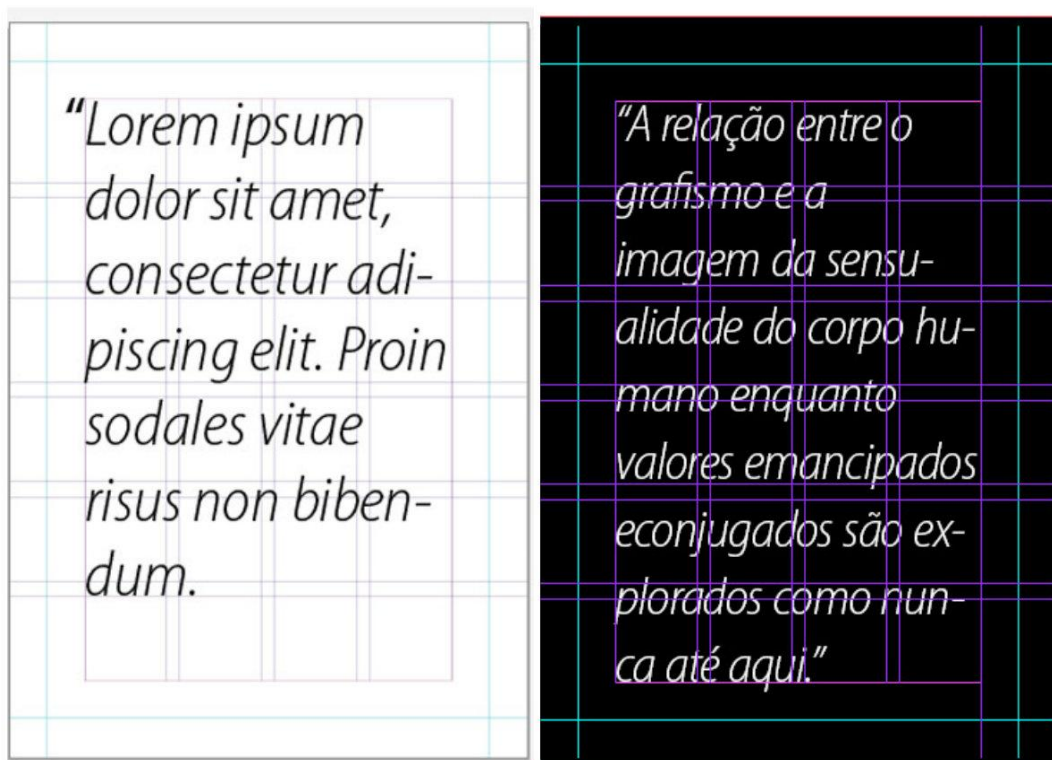 “Lorem ipsum
dolor sit amet,
consectetur adi-
piscing elit. Proin
sodales vitae
risus non biben-
dum.
“A relação entre o
grafismo e a
imagem da sensu-
alidade do corpo hu-
mano enquanto
valores emancipados
econjugados são ex-
plorados como nun-
ca até aqui.”